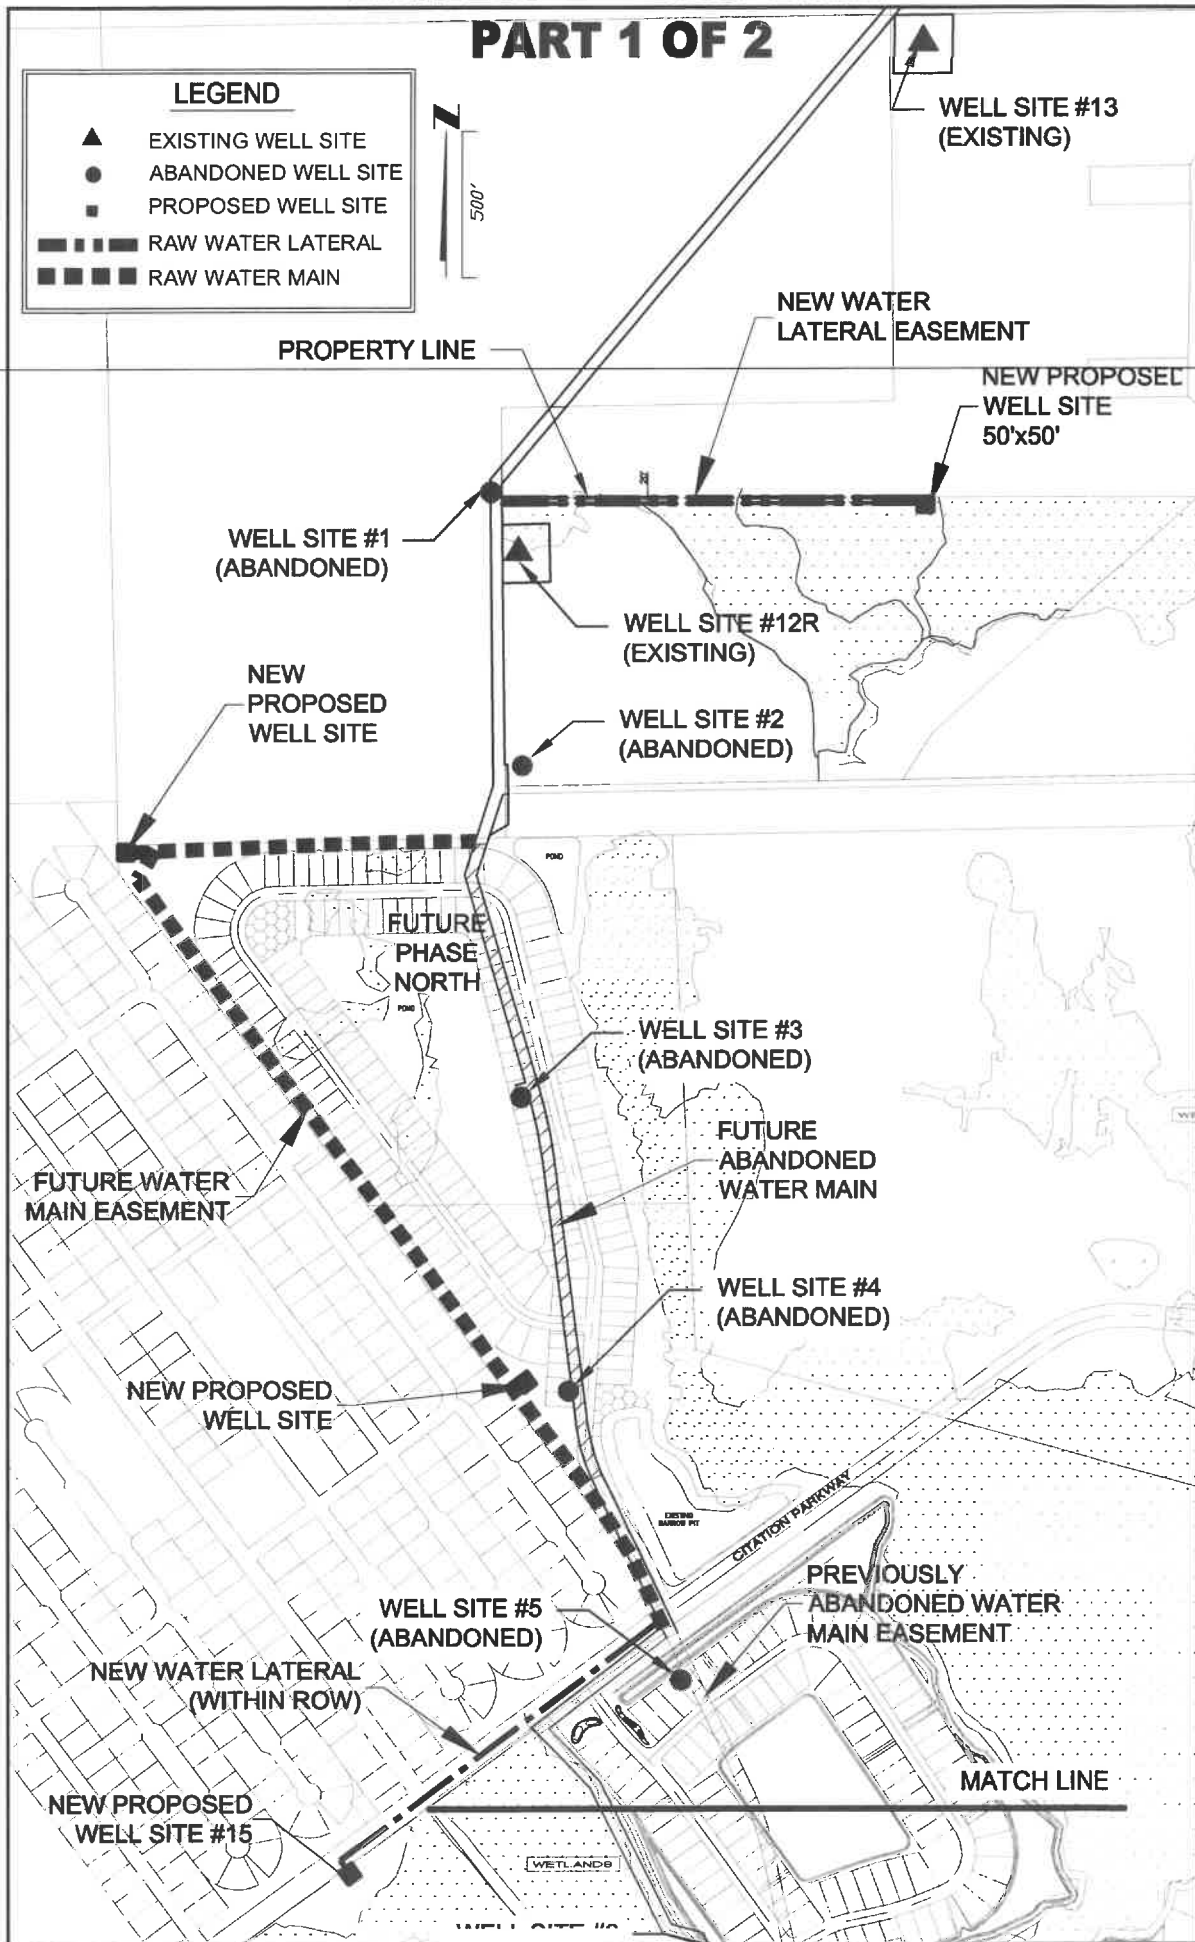 PART 1 OF 2
LEGEND
EXISTING WELL SITE
ABANDONED WELL SITE
PROPOSED WELL SITE
RAW WATER LATERAL
RAW WATER MAIN
Z
500'
WELL SITE #13
(EXISTING)
NEW WATER
LATERAL EASEMENT
PROPERTY LINE
NEW PROPOSED
WELL SITE
50'x50'
WELL SITE #1
(ABANDONED)
WELL SITE #12R
(EXISTING)
NEW
PROPOSED
WELL SITE
WELL SITE #2
(ABANDONED)
POND
FUTURE
PHASE
NORTH
POND
WELL SITE #3
(ABANDONED)
FUTURE
ABANDONED
WATER MAIN
FUTURE WATER
MAIN EASEMENT
WELL SITE #4
(ABANDONED)
NEW PROPOSED
WELL SITE
CITATION PARKWAY
EXISTING
BARROW PIT
PREVIOUSLY
ABANDONED WATER
MAIN EASEMENT
WELL SITE #5
(ABANDONED)
NEW WATER LATERAL
(WITHIN ROW)
MATCH LINE
NEW PROPOSED
WELL SITE #15
WETLANDS
WELL SITE